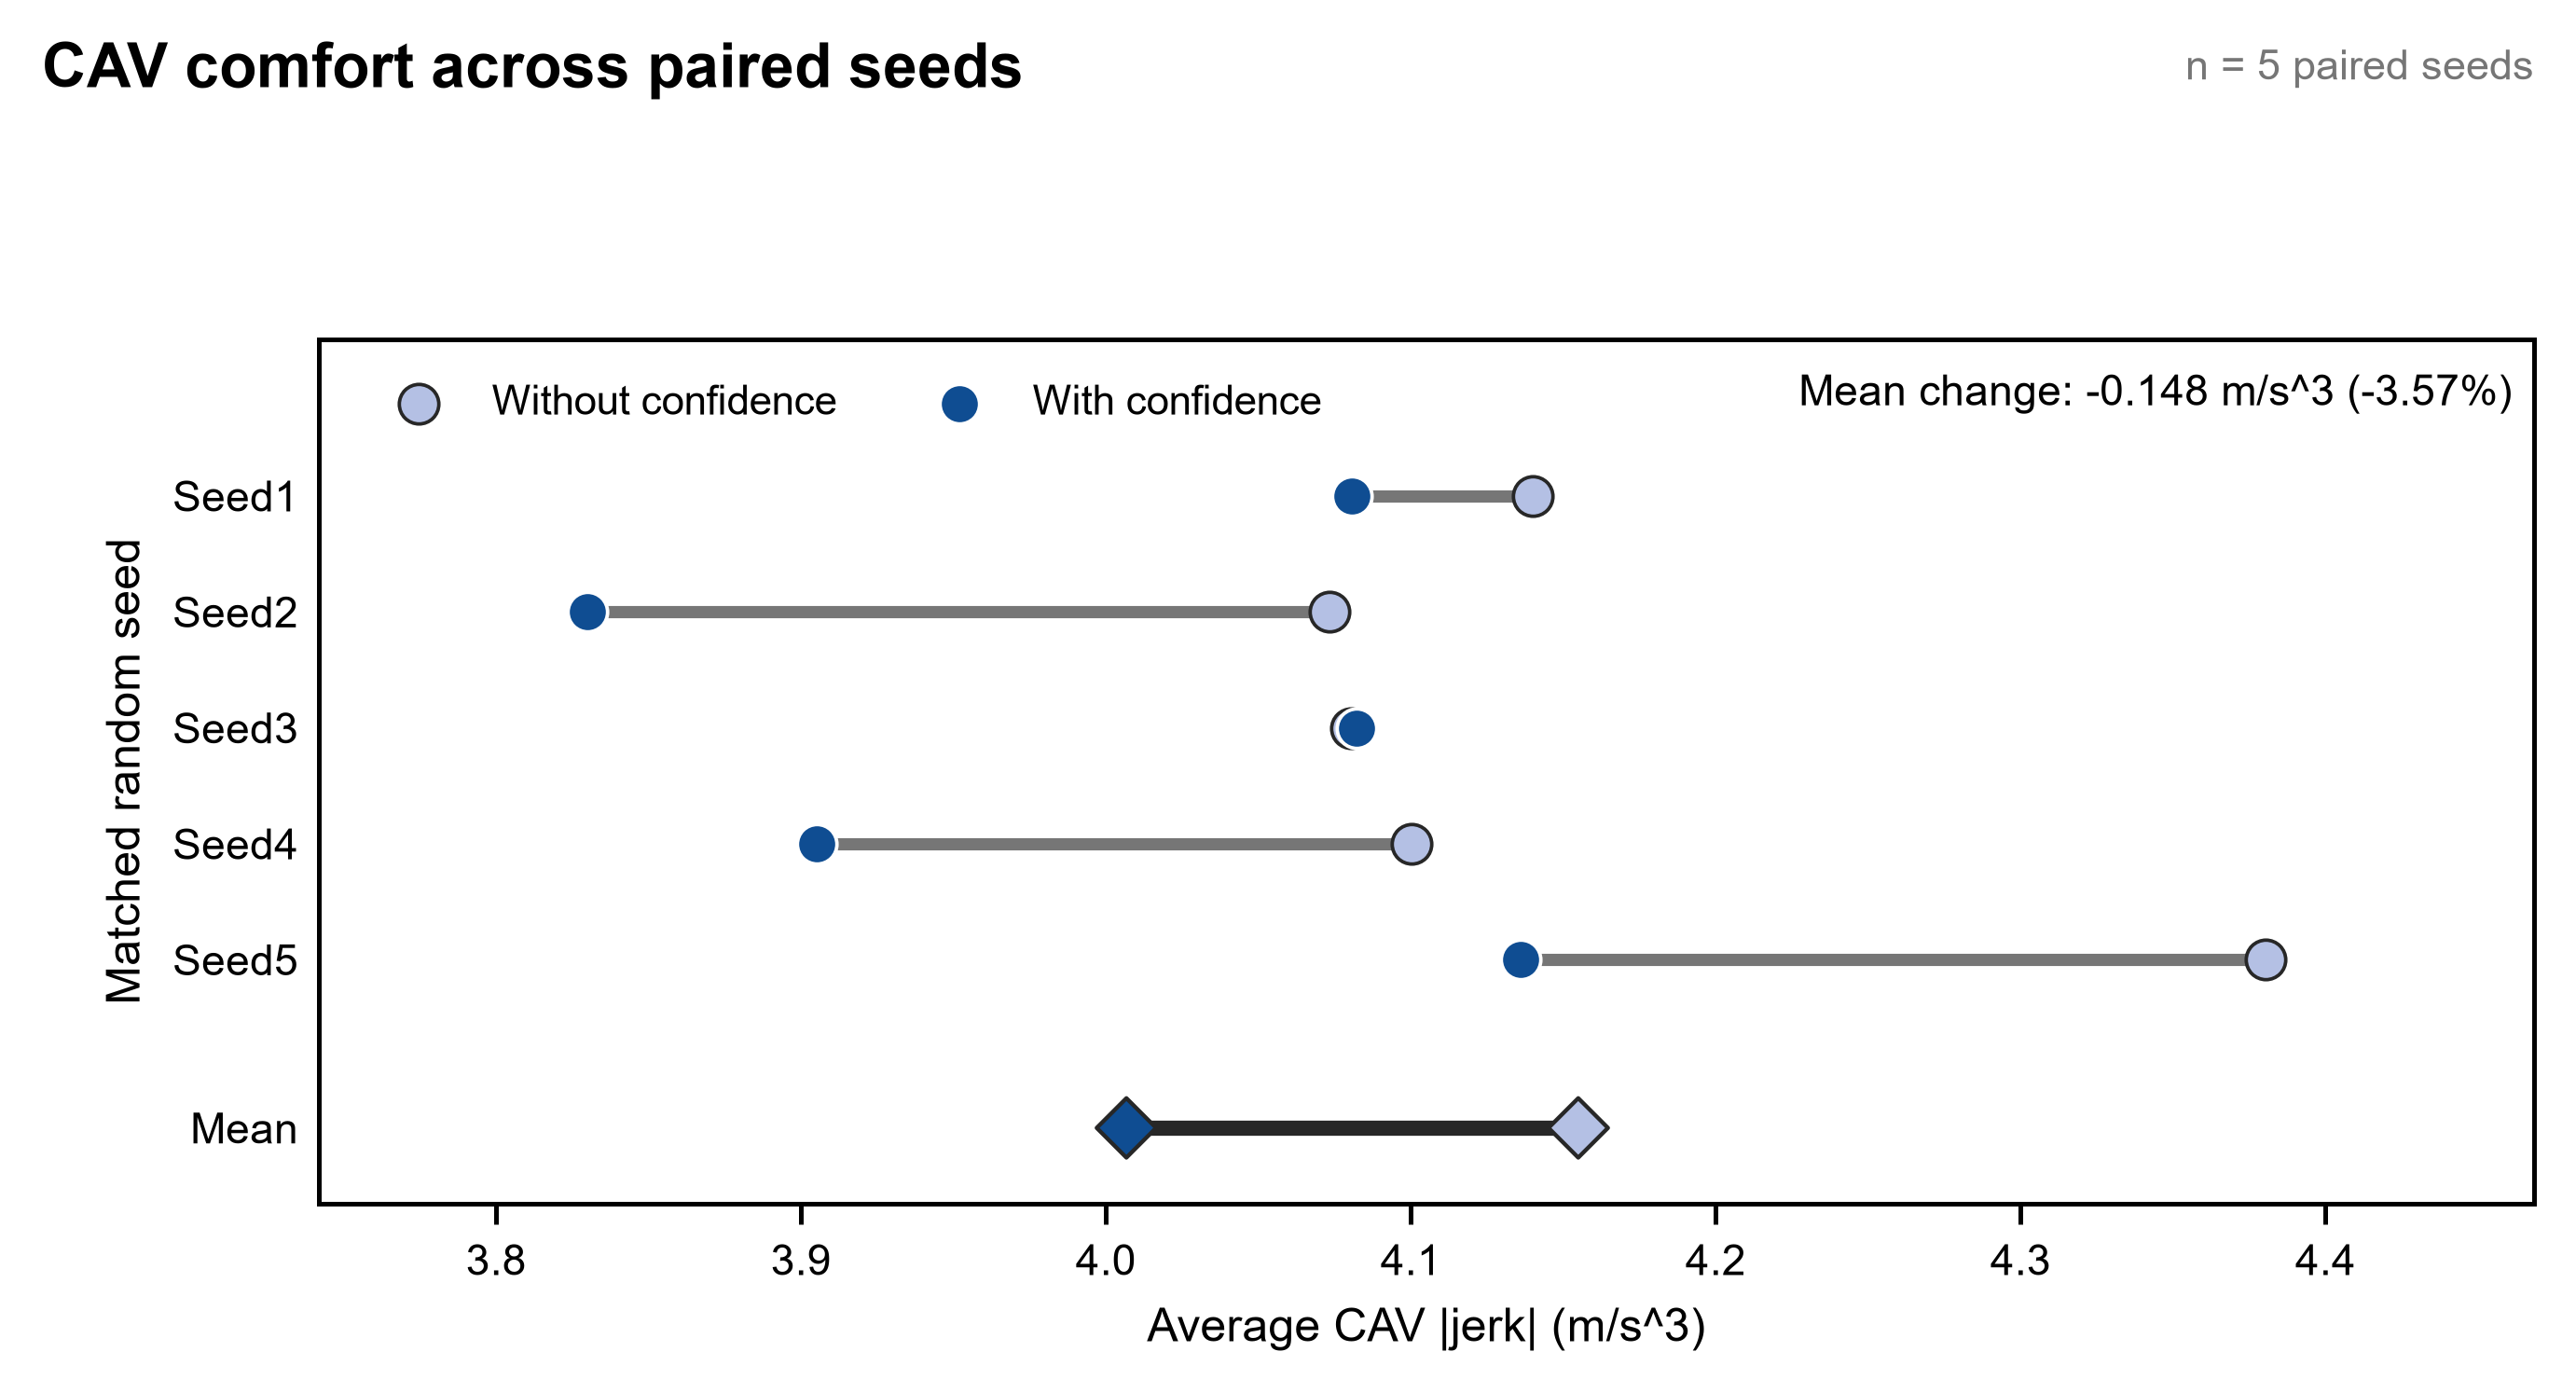 CAV comfort across paired seeds
n = 5 paired seeds
Without confidence
With confidence
Mean change: -0.148 m/s^3 (-3.57%)
Matched random seed
Seed1
Seed2
Seed3
Seed4
Seed5
Mean
3.8 3.9 4.0 4.1 4.2 4.3 4.4
Average CAV |jerk| (m/s^3)